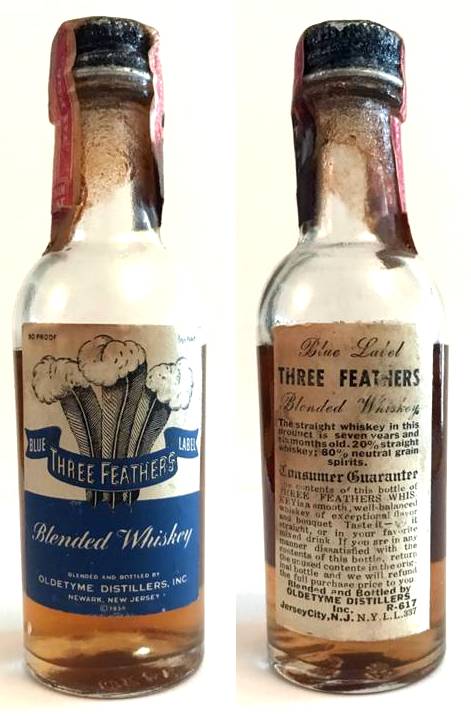 90 PROOF
BLUE LABEL
THREE FEATHERS
Blended Whiskey
BLENDED AND BOTTLED BY
OLDETYME DISTILLERS, INC
NEWARK, NEW JERSEY
Blue Label
THREE FEATHERS
Blended Whiskey
The straight whiskey in this
product is seven years and
six months old. 20% straight
whiskey; 80% neutral grain
spirits.
Consumer Guarantee
The contents of this bottle of
THREE FEATHERS WHIS-
KEY is a smooth, well-balanced
whiskey of exceptional flavor
and bouquet Taste it— it
straight, or in your favorite
mixed drink. If you are in any
manner dissatisfied with the
contents of this bottle, return
the unused contents in the orig-
inal bottle and we will refund
the full purchase price to you
Blended and Bottled by
OLDETYME DISTILLERS
Inc. R-617
Jersey City, N.J. N.Y.L.L. 337